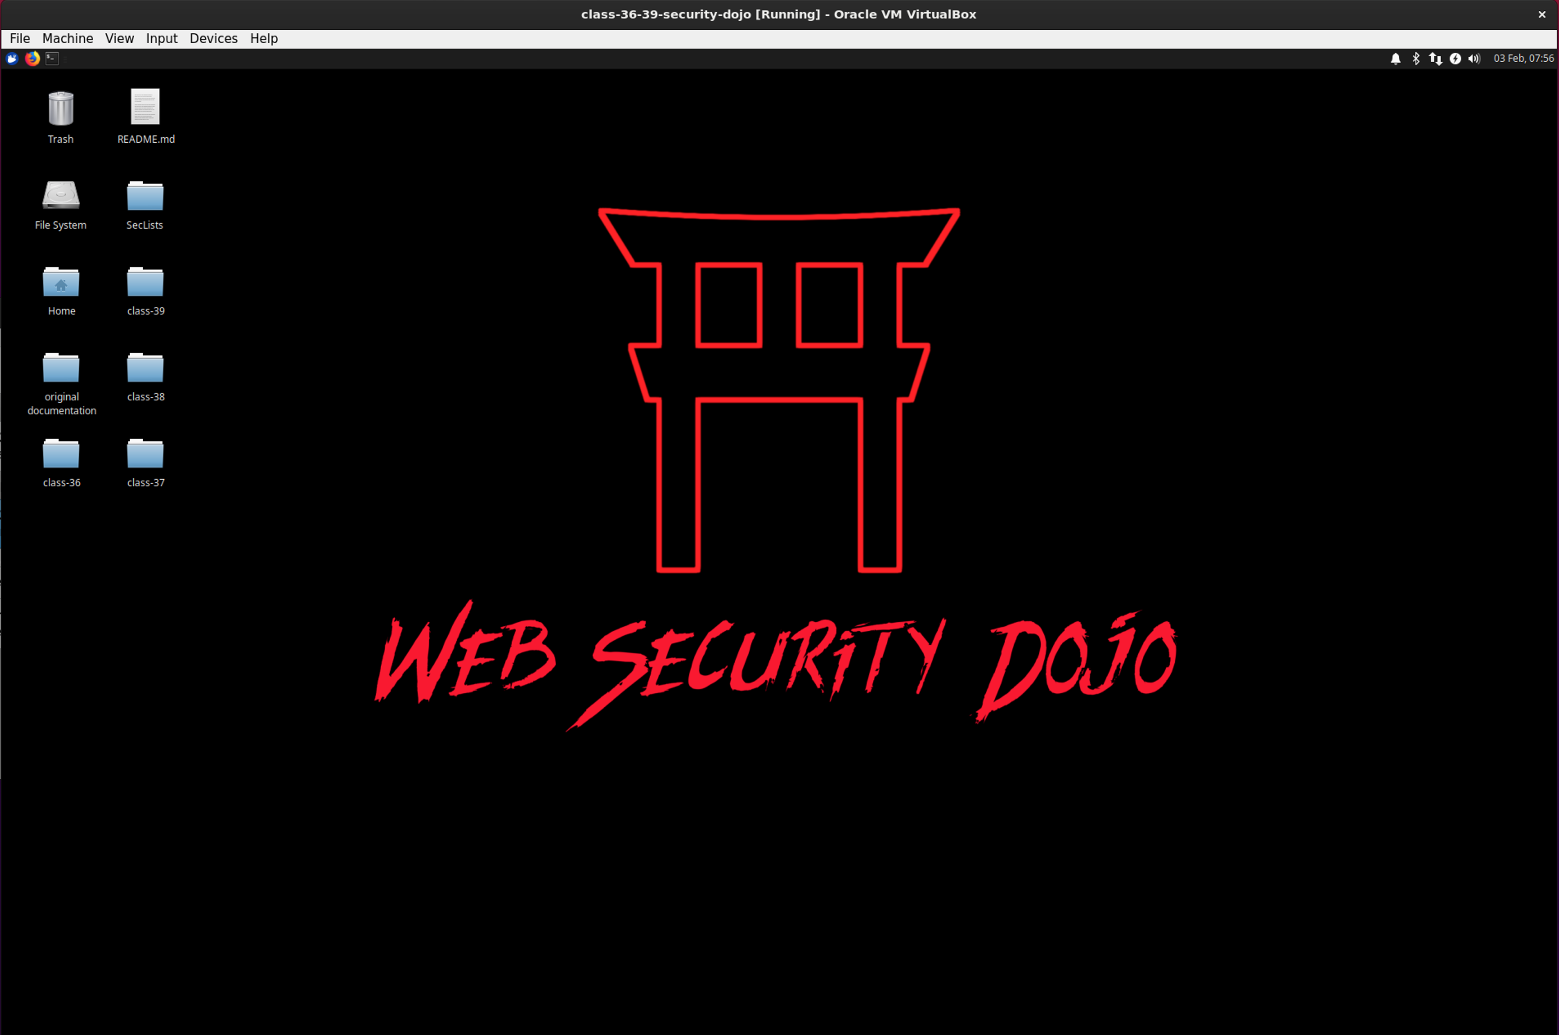 class-36-39-security-dojo [Running] - Oracle VM VirtualBox
File Machine View Input Devices Help
03 Feb, 07:56
Trash
README.md
File System
SecLists
Home
class-39
original
documentation
class-38
class-36
class-37
Web Security Dojo